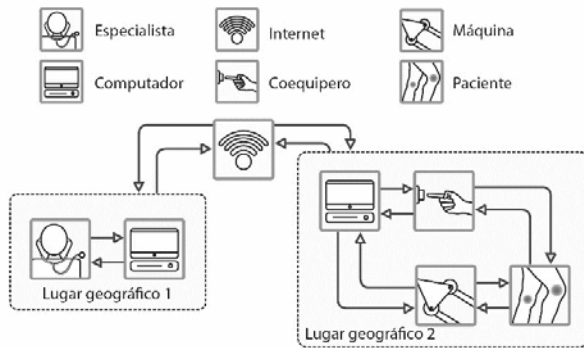 Especialista
Internet
Máquina
Computador
Coequipero
Paciente
Lugar geográfico 1
Lugar geográfico 2